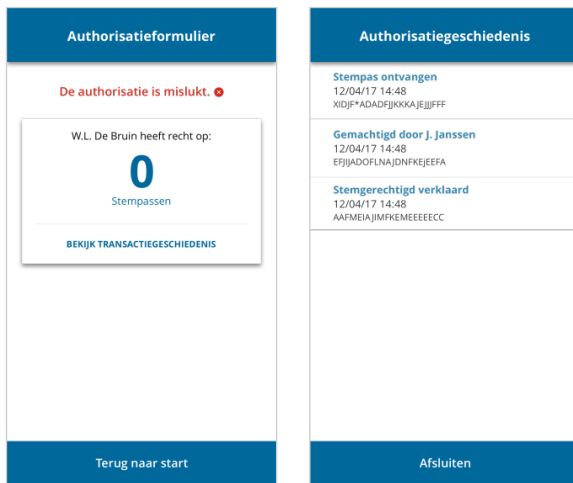 Authorisatieformulier
De authorisatie is mislukt.
W.L. De Bruin heeft recht op:
0
Stempassen
BEKIJK TRANSACTIEGESCHIEDENIS
Terug naar start
Authorisatiegeschiedenis
Stempas ontvangen
12/04/17 14:48
XIDJF*ADADFJJKKKAJEJJJFFF
Gemachtigd door J. Janssen
12/04/17 14:48
EFJIJADOFLNAJDNFKEJEEFA
Stemgerechtigd verklaard
12/04/17 14:48
AAFMEIAJIMFKEMEEEEECC
Afsluiten